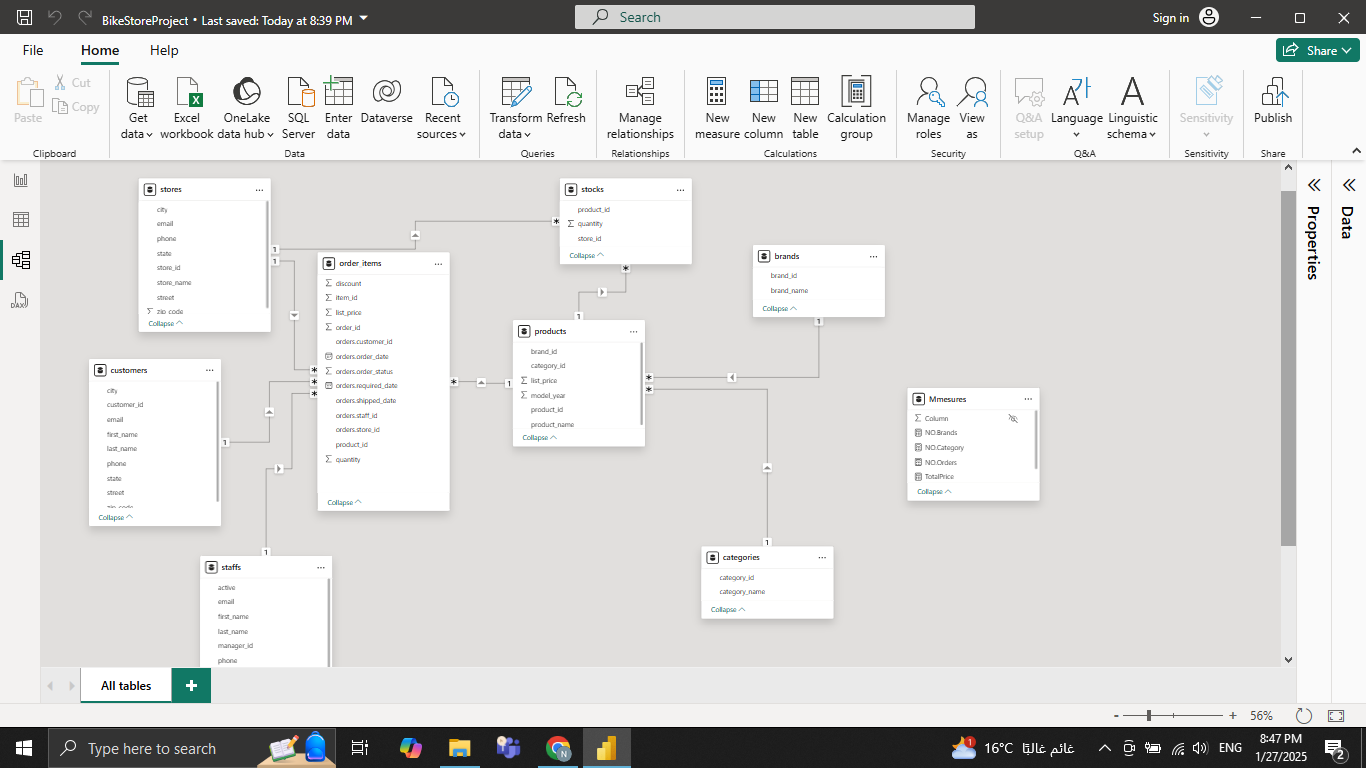 BikeStoreProject • Last saved: Today at 8:39 PM
Search
Sign in
File
Home
Help
Share
Paste
Cut
Copy
Clipboard
Get data
Excel workbook
OneLake data hub
SQL Server
Enter data
Dataverse
Recent sources
Data
Transform data
Refresh
Queries
Manage relationships
Relationships
New measure
New column
New table
Calculation group
Calculations
Manage roles
View as
Security
Q&A setup
Language
Linguistic schema
Q&A
Sensitivity
Sensitivity
Publish
Share
stores
city
email
phone
state
store_id
store_name
street
zip_code
Collapse
stocks
product_id
quantity
store_id
Collapse
order_items
discount
item_id
list_price
order_id
orders.customer_id
orders.order_date
orders.order_status
orders.required_date
orders.shipped_date
orders.staff_id
orders.store_id
product_id
quantity
Collapse
brands
brand_id
brand_name
Collapse
products
brand_id
category_id
list_price
model_year
product_id
product_name
Collapse
customers
city
customer_id
email
first_name
last_name
phone
state
street
zip_code
Collapse
Mmesures
Column
NO.Brands
NO.Category
NO.Orders
TotalPrice
Collapse
categories
category_id
category_name
Collapse
staffs
active
email
first_name
last_name
manager_id
phone
1
1
1
1
1
1
1
1
*
*
*
*
*
*
*
*
Properties
Data
All tables
+
- + 56%
Type here to search
1
16°C غائم غالبًا
ENG
8:47 PM
1/27/2025
2
DAX